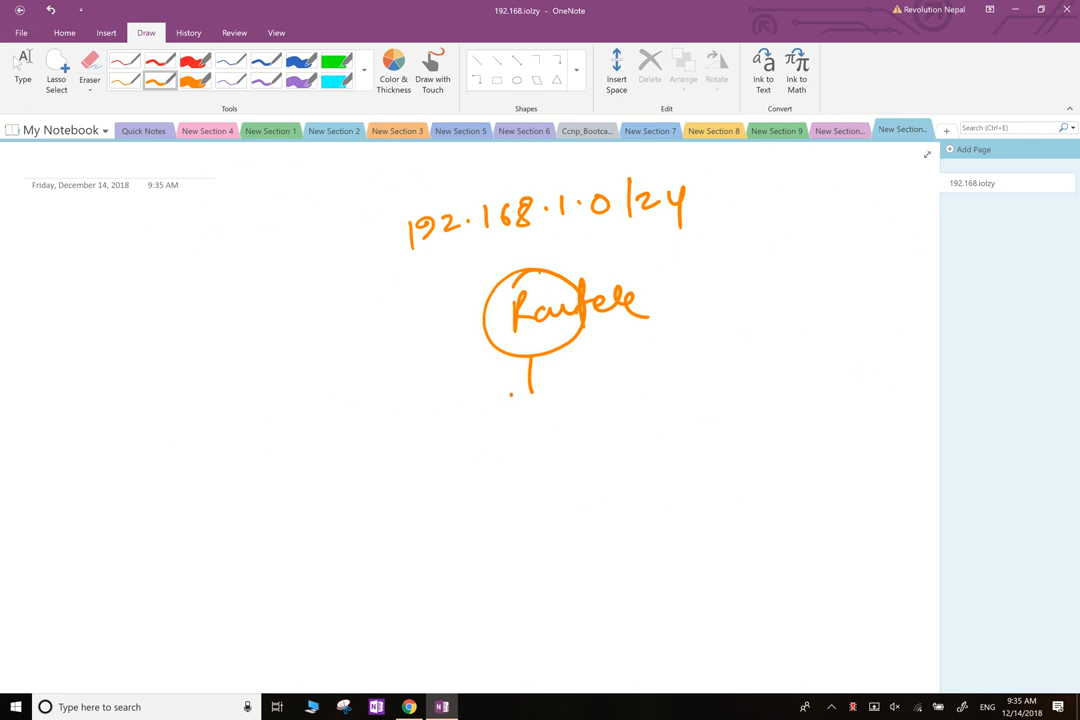 192.168.iolzy - OneNote
Revolution Nepal
File Home Insert Draw History Review View
Type
Lasso Select
Eraser
Color & Thickness
Draw with Touch
Insert Space
Delete
Arrange
Rotate
Ink to Text
Ink to Math
Tools
Shapes
Edit
Convert
My Notebook
Quick Notes
New Section 4
New Section 1
New Section 2
New Section 3
New Section 5
New Section 6
Ccnp_Bootca...
New Section 7
New Section 8
New Section 9
New Section...
New Section...
Search (Ctrl+E)
Add Page
Friday, December 14, 2018 9:35 AM
192.168.iolzy
192.168.1.0/24
Type here to search
ENG
9:35 AM
12/14/2018